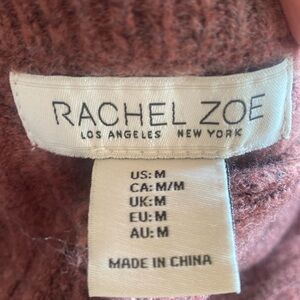 RACHEL ZOE
LOS ANGELES NEW YORK
US: M
CA: M/M
UK: M
EU: M
AU: M
MADE IN CHINA